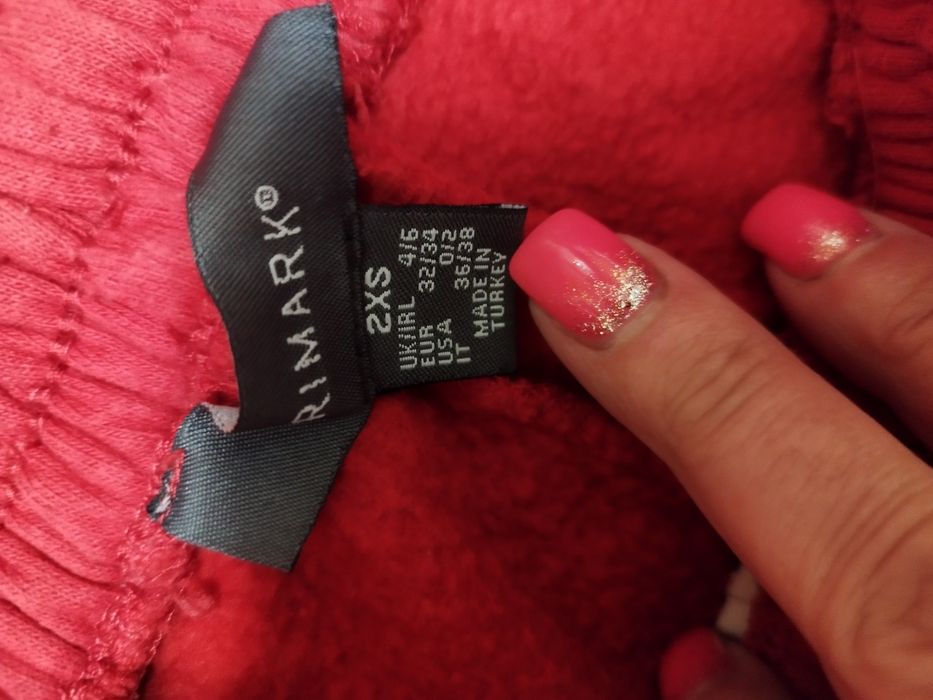 RIMARK®
2XS
UK/IRL 4/6
EUR 32/34
USA 0/2
IT 36/38
MADE IN
TURKEY